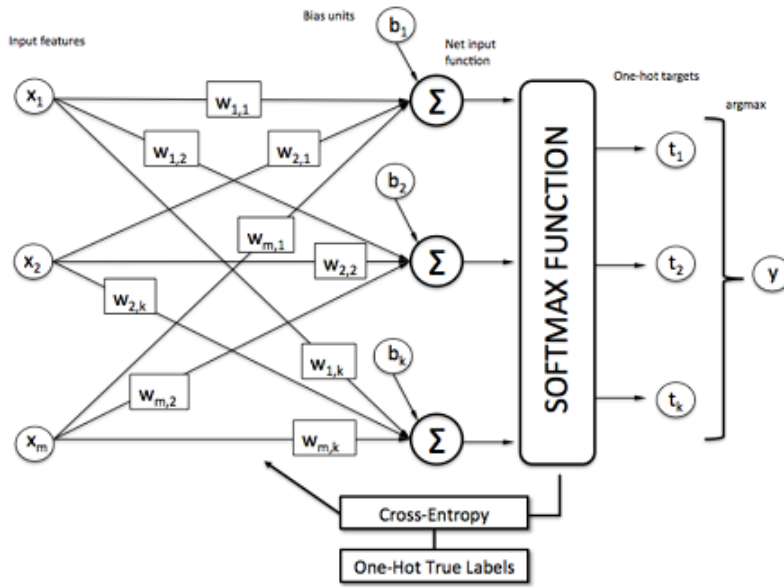 Bias units
b1
Input features
Net input
function
One-hot targets
x1
w1,1
Σ
argmax
w1,2
w2,1
t1
b2
wm,1
SOFTMAX FUNCTION
x2
w2,2
Σ
t2
y
w2,k
bk
w1,k
wm,2
tk
xm
wm,k
Σ
Cross-Entropy
One-Hot True Labels